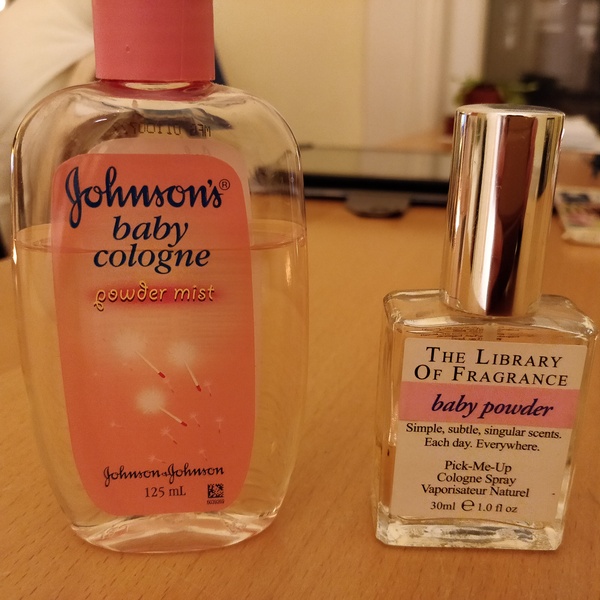 Johnson's®
baby
cologne
powder mist
Johnson & Johnson
125 mL
THE LIBRARY
OF FRAGRANCE
baby powder
Simple, subtle, singular scents.
Each day. Everywhere.
Pick-Me-Up
Cologne Spray
Vaporisateur Naturel
30ml ℮ 1.0 fl oz